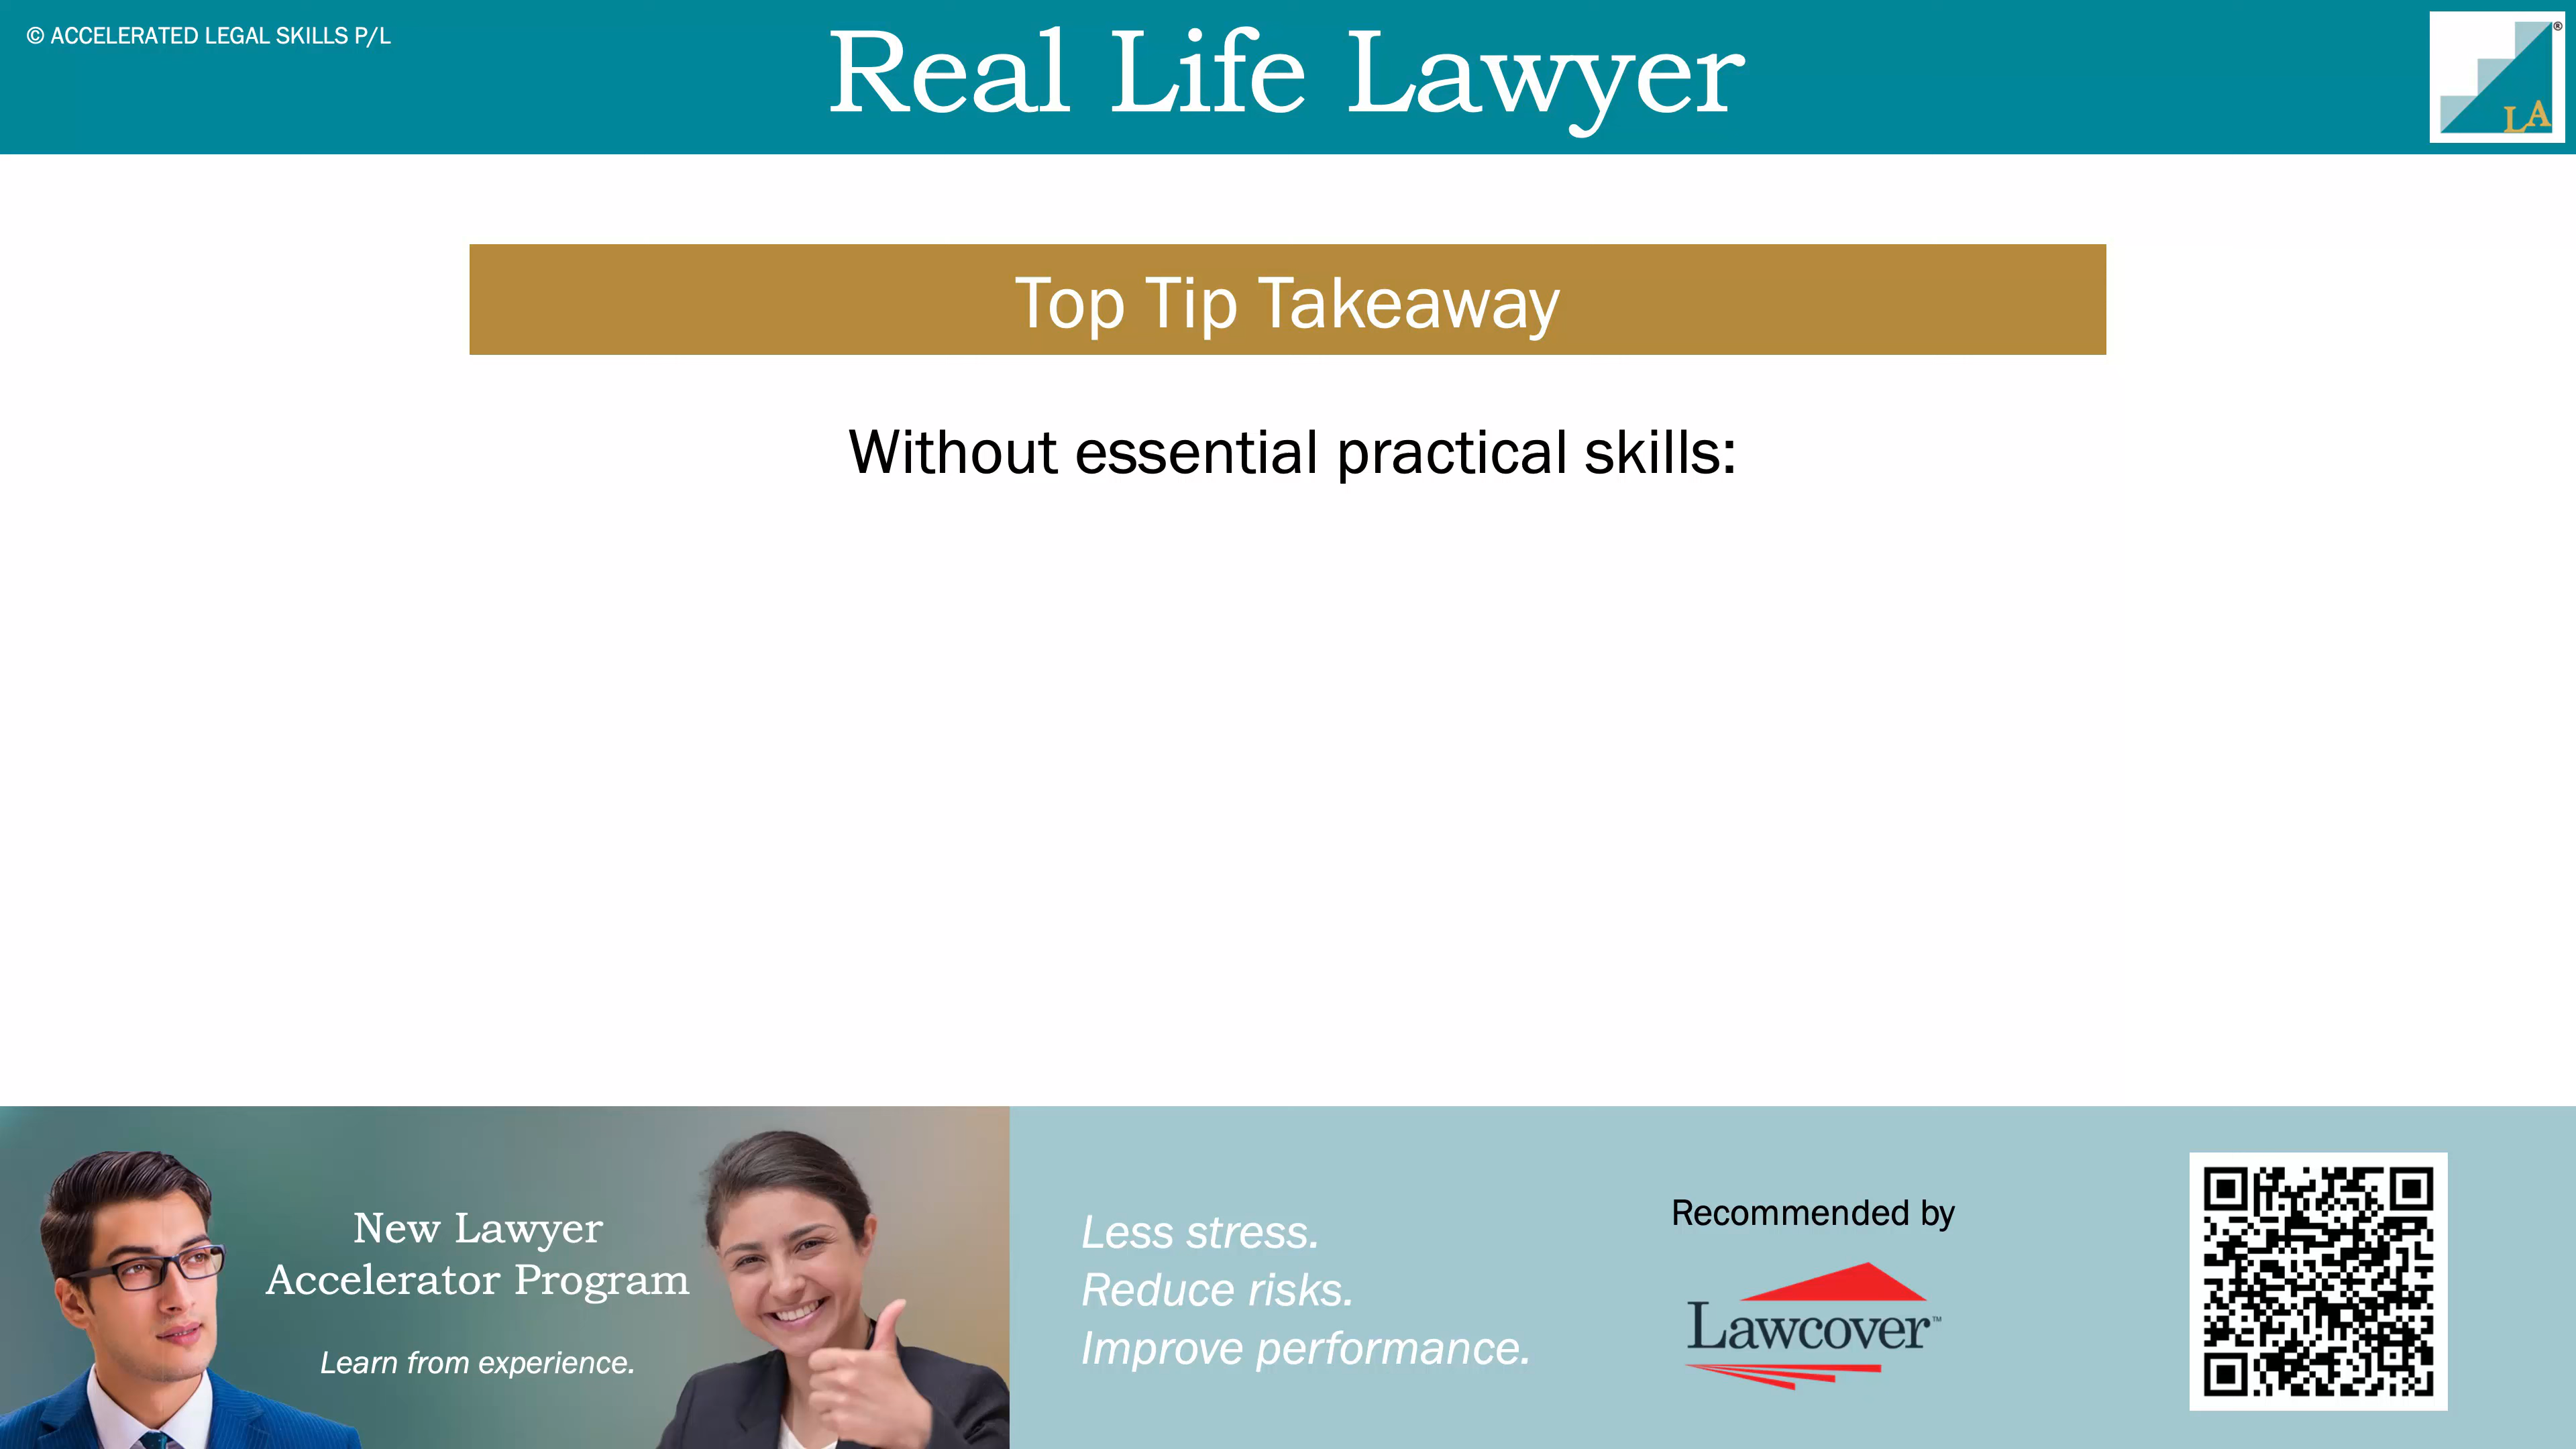 © ACCELERATED LEGAL SKILLS P/L
Real Life Lawyer
®
LA
Top Tip Takeaway
Without essential practical skills:
New Lawyer
Accelerator Program
Learn from experience.
Less stress.
Reduce risks.
Improve performance.
Recommended by
Lawcover™